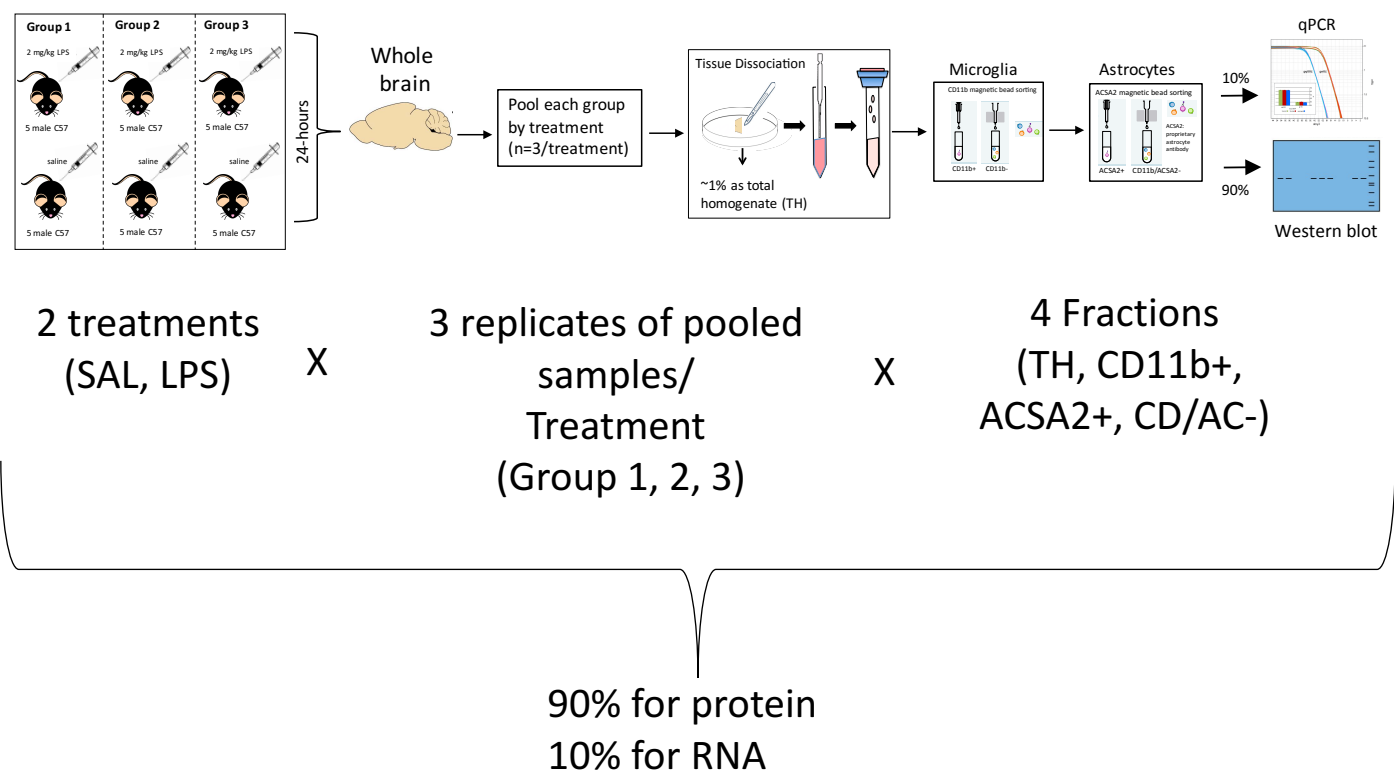 Group 1
Group 2
Group 3
2 mg/kg LPS
2 mg/kg LPS
2 mg/kg LPS
5 male C57
5 male C57
5 male C57
saline
saline
saline
5 male C57
5 male C57
5 male C57
24-hours
Whole
brain
Pool each group
by treatment
(n=3/treatment)
Tissue Dissociation
~1% as total
homogenate (TH)
Microglia
CD11b magnetic bead sorting
CD11b+
CD11b-
Astrocytes
ACSA2 magnetic bead sorting
ACSA2:
proprietary
astrocyte
antibody
ACSA2+
CD11b/ACSA2-
10%
90%
qPCR
Western blot
2 treatments
(SAL, LPS)
X
3 replicates of pooled
samples/
Treatment
(Group 1, 2, 3)
X
4 Fractions
(TH, CD11b+,
ACSA2+, CD/AC-)
90% for protein
10% for RNA